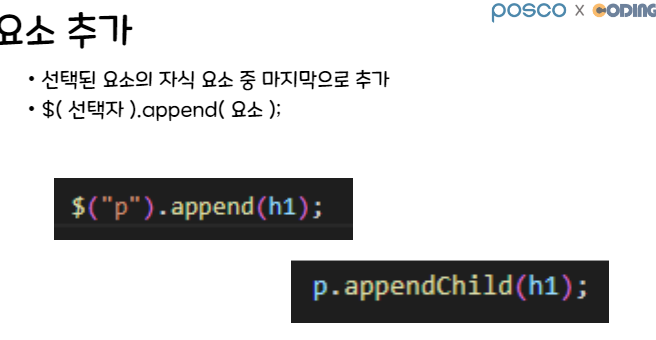 posco x CODING
요소 추가
• 선택된 요소의 자식 요소 중 마지막으로 추가
• $( 선택자 ).append( 요소 );
$("p").append(h1);
p.appendChild(h1);